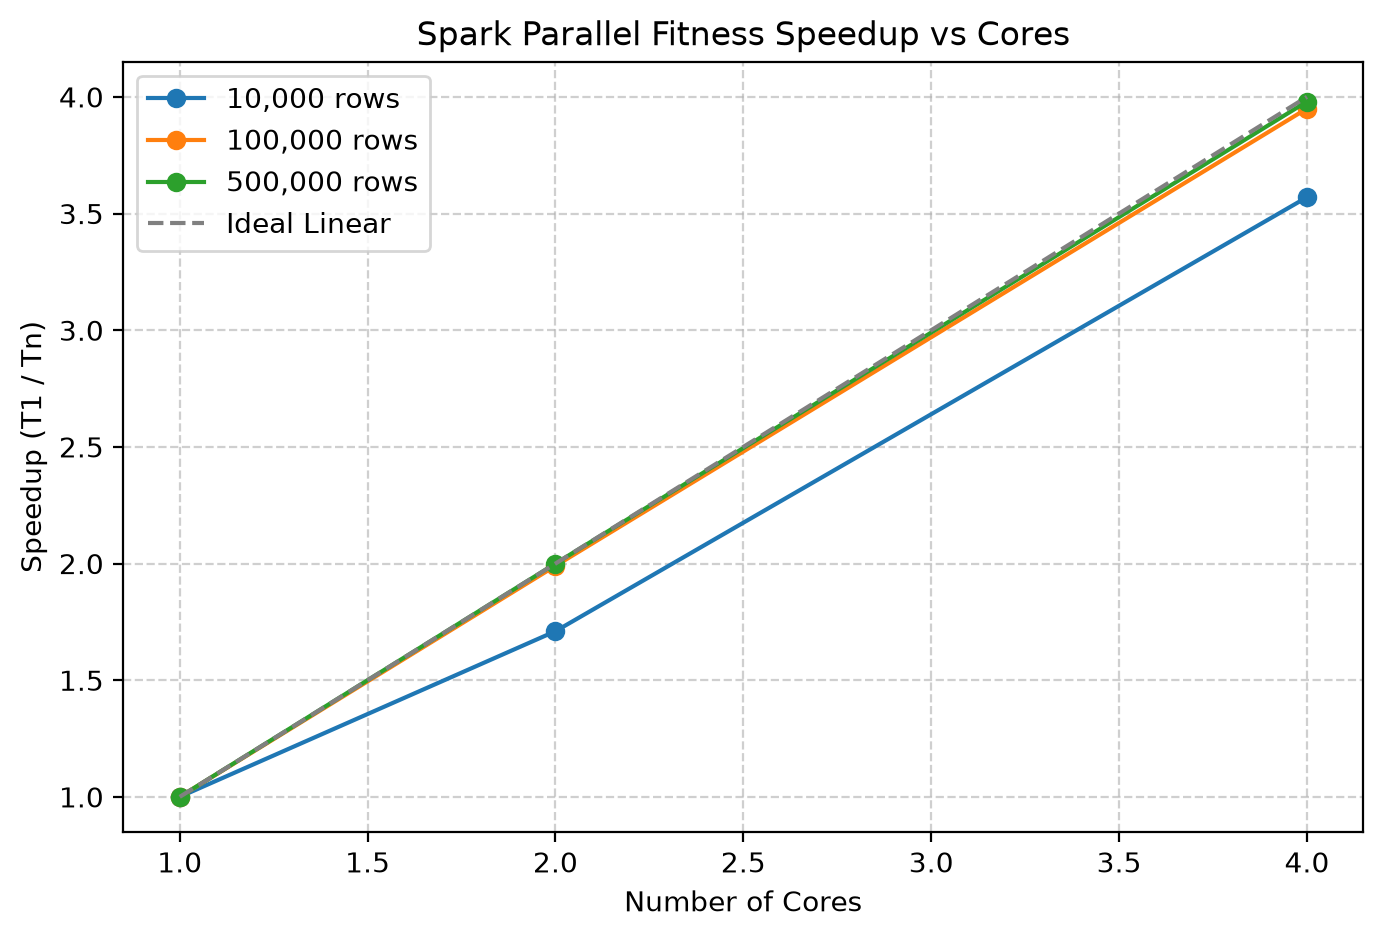 Spark Parallel Fitness Speedup vs Cores
10,000 rows
100,000 rows
500,000 rows
Ideal Linear
Speedup (T1 / Tn)
4.0
3.5
3.0
2.5
2.0
1.5
1.0
1.0 1.5 2.0 2.5 3.0 3.5 4.0
Number of Cores